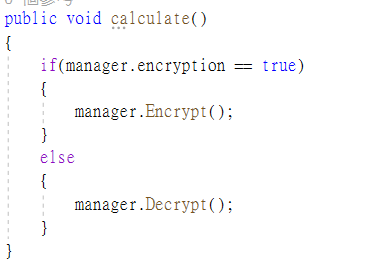 public void calculate()
{
if(manager.encryption == true)
{
manager.Encrypt();
}
else
{
manager.Decrypt();
}
}